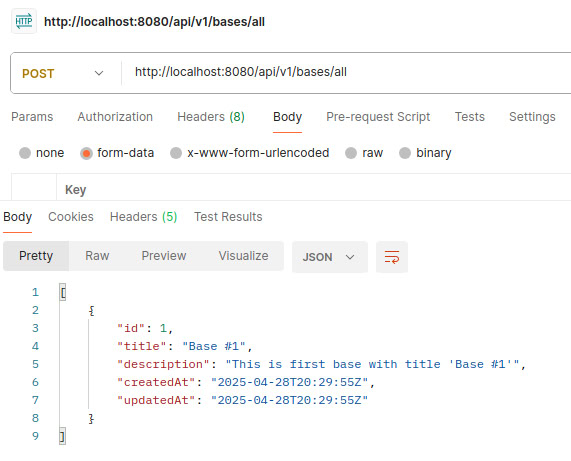 HTTP http://localhost:8080/api/v1/bases/all
POST http://localhost:8080/api/v1/bases/all
Params Authorization Headers (8) Body Pre-request Script Tests Settings
none form-data x-www-form-urlencoded raw binary
Key
Body Cookies Headers (5) Test Results
Pretty Raw Preview Visualize JSON
1 [
2 {
3 "id": 1,
4 "title": "Base #1",
5 "description": "This is first base with title 'Base #1'",
6 "createdAt": "2025-04-28T20:29:55Z",
7 "updatedAt": "2025-04-28T20:29:55Z"
8 }
9 ]